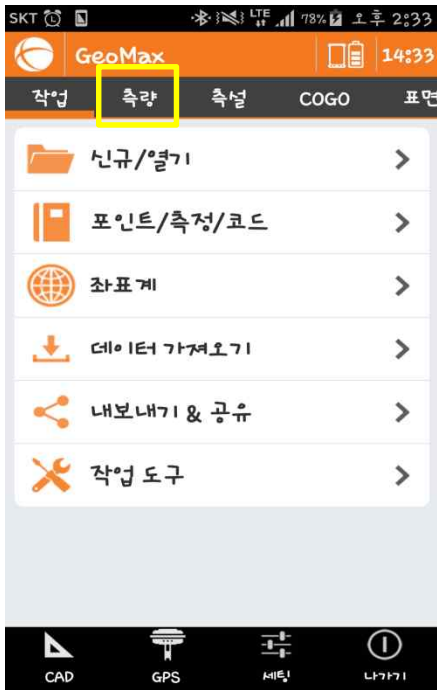 SKT LTE 78% 오후 2:33
GeoMax 14:33
작업 측량 측설 COGO 표면
신규/열기
포인트/측정/코드
좌표계
데이터 가져오기
내보내기 & 공유
작업 도구
CAD GPS 세팅 나가기